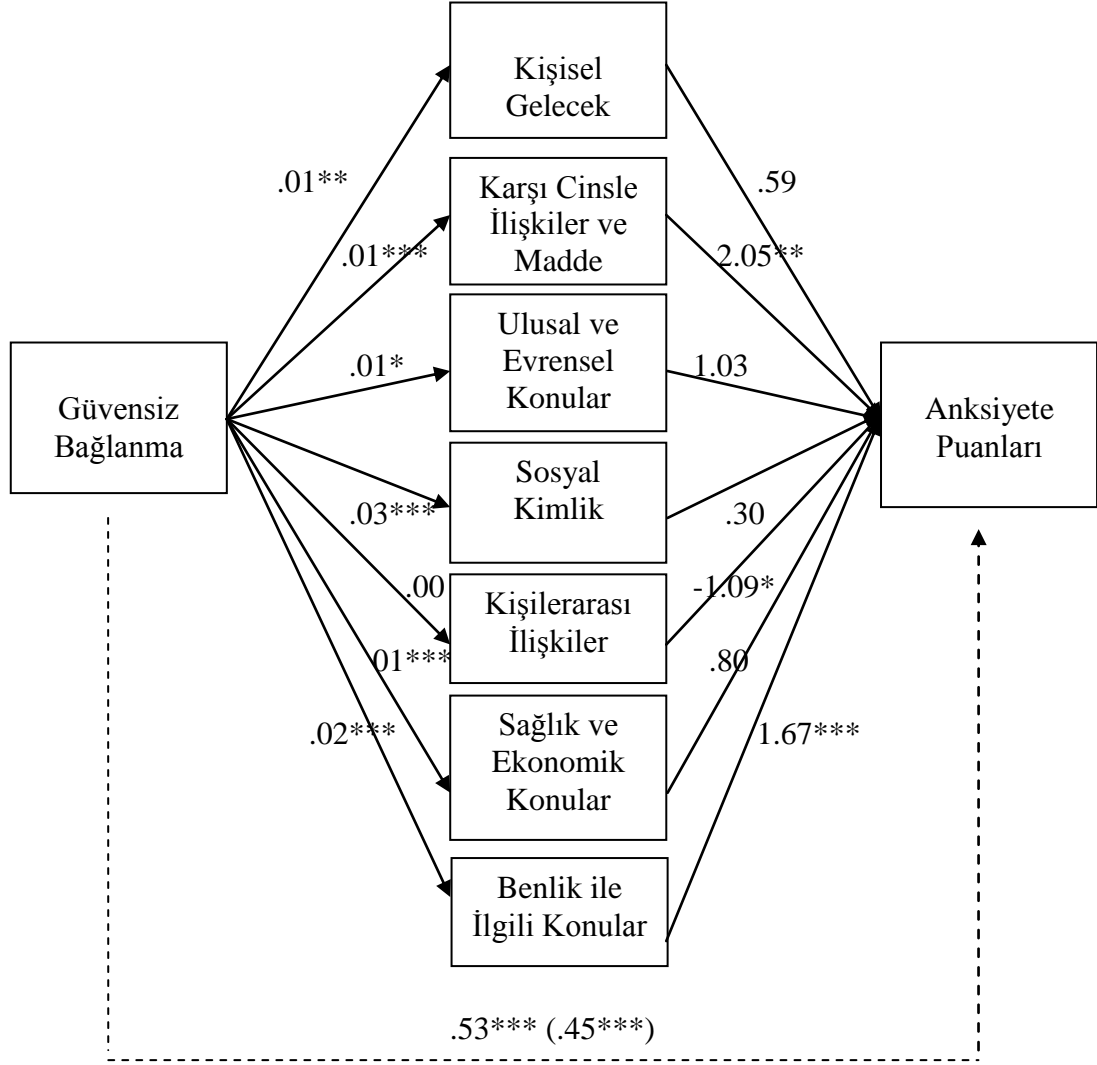 Kişisel
Gelecek
.01**
.59
Karşı Cinsle
İlişkiler ve
Madde
.01***
2.05**
Ulusal ve
Evrensel
Konular
.01*
1.03
Güvensiz
Bağlanma
Anksiyete
Puanları
Sosyal
Kimlik
.03***
.30
Kişilerarası
İlişkiler
.00
-1.09*
01***
.80
Sağlık ve
Ekonomik
Konular
.02***
1.67***
Benlik ile
İlgili Konular
.53*** (.45***)